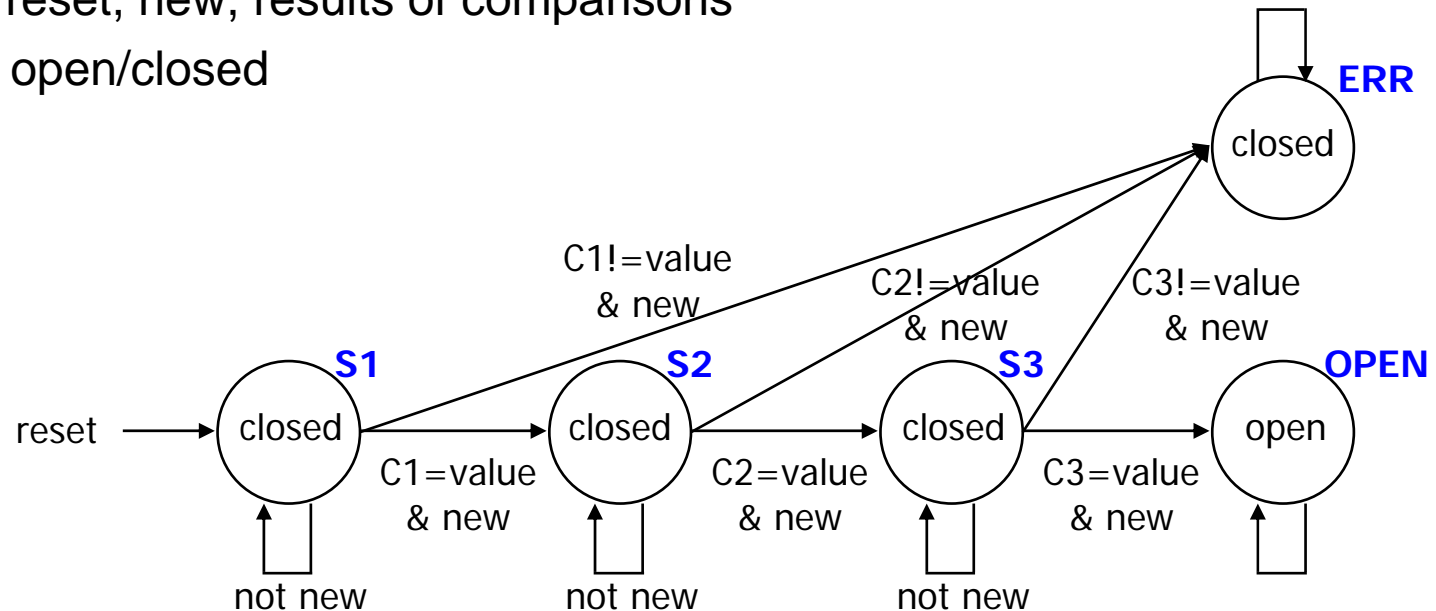 reset, new, results of comparisons
open/closed
ERR
closed
C1!=value
& new
C2!=value
& new
C3!=value
& new
S1
S2
S3
OPEN
reset
closed
closed
closed
open
C1=value
& new
C2=value
& new
C3=value
& new
not new
not new
not new